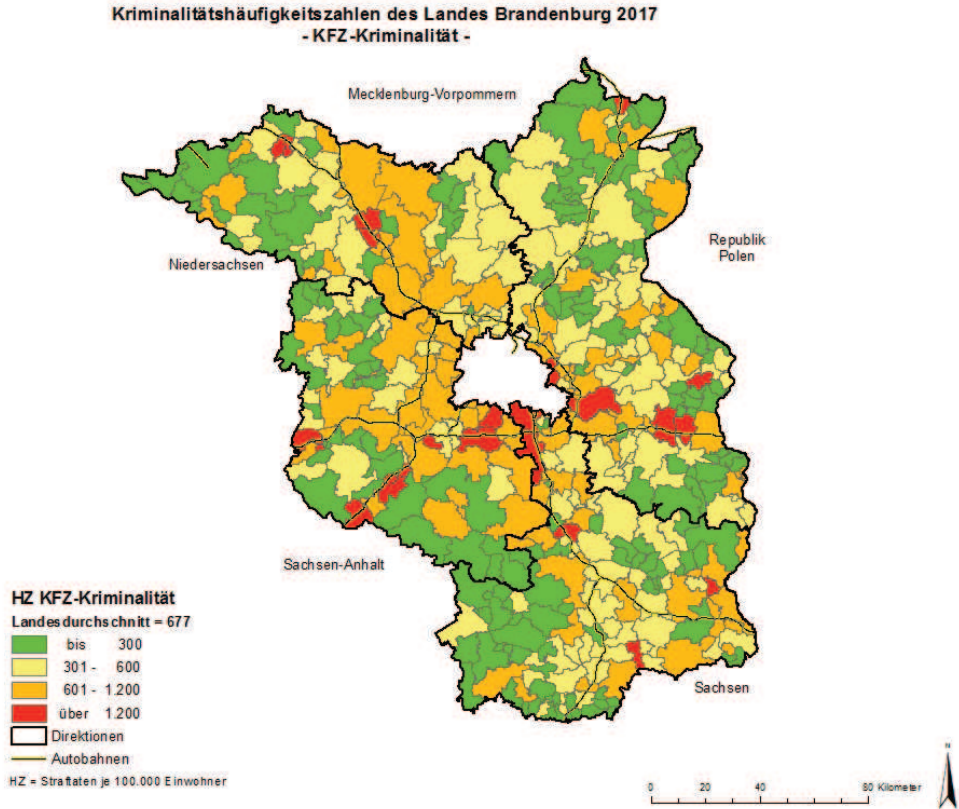 Kriminalitätshäufigkeitszahlen des Landes Brandenburg 2017
- KFZ-Kriminalität -
Mecklenburg-Vorpommern
Republik
Polen
Niedersachsen
Sachsen-Anhalt
Sachsen
HZ KFZ-Kriminalität
Landesdurchschnitt = 677
bis 300
301 - 600
601 - 1.200
über 1.200
Direktionen
Autobahnen
HZ = Straftaten je 100.000 Einwohner
N
0 20 40 80 Kilometer